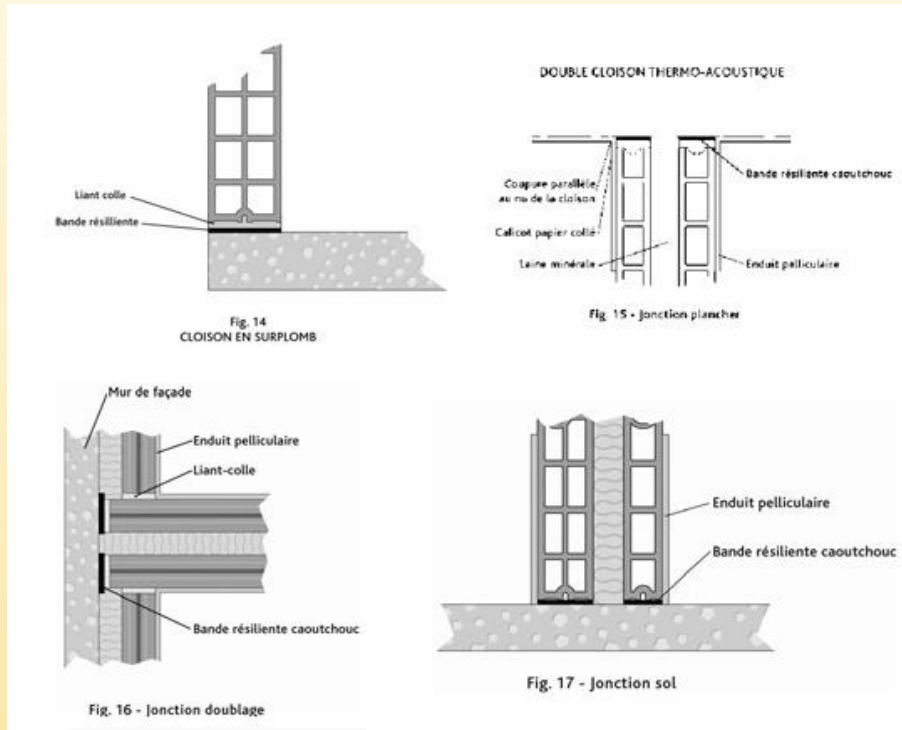 Liant colle
Bande résilliente
Fig. 14
CLOISON EN SURPLOMB
DOUBLE CLOISON THERMO-ACOUSTIQUE
Coupure parallèle
au nu de la cloison
Calicot papier collé
Laine minérale
Bande résiliente caoutchouc
Enduit pelliculaire
Fig 15 - Jonction plancher
Mur de façade
Enduit pelliculaire
Liant-colle
Bande résiliente caoutchouc
Fig. 16 - Jonction doublage
Enduit pelliculaire
Bande résiliente caoutchouc
Fig. 17 - Jonction sol